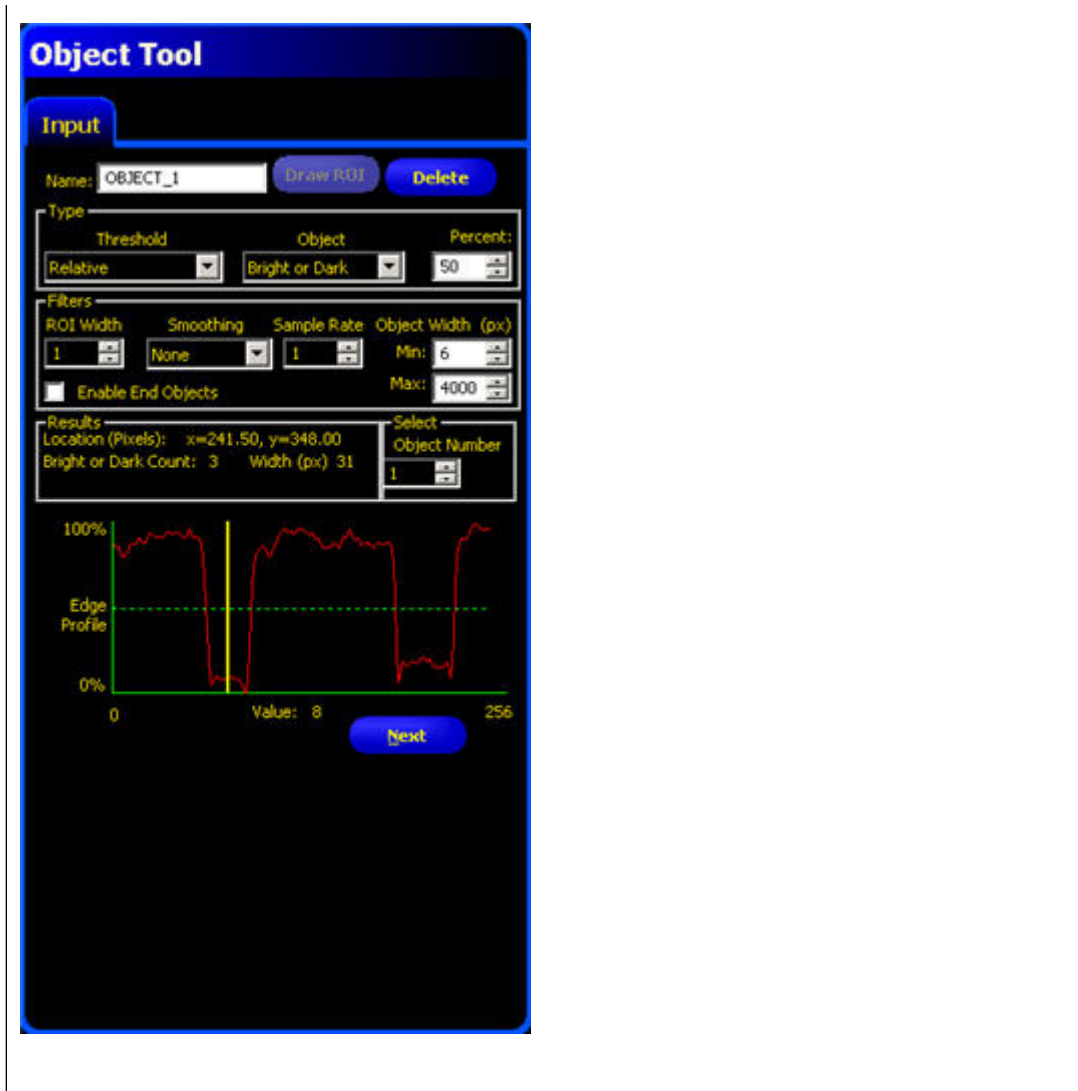 Object Tool
Input
Name: OBJECT_1 Draw ROI Delete
Type
Threshold Object Percent:
Relative Bright or Dark 50
Filters
ROI Width Smoothing Sample Rate Object Width (px)
1 None 1 Min: 6
Enable End Objects Max: 4000
Results Select
Location (Pixels): x=241.50, y=348.00 Object Number
Bright or Dark Count: 3 Width (px) 31 1
100%
Edge
Profile
0%
0 Value: 8 256
Next